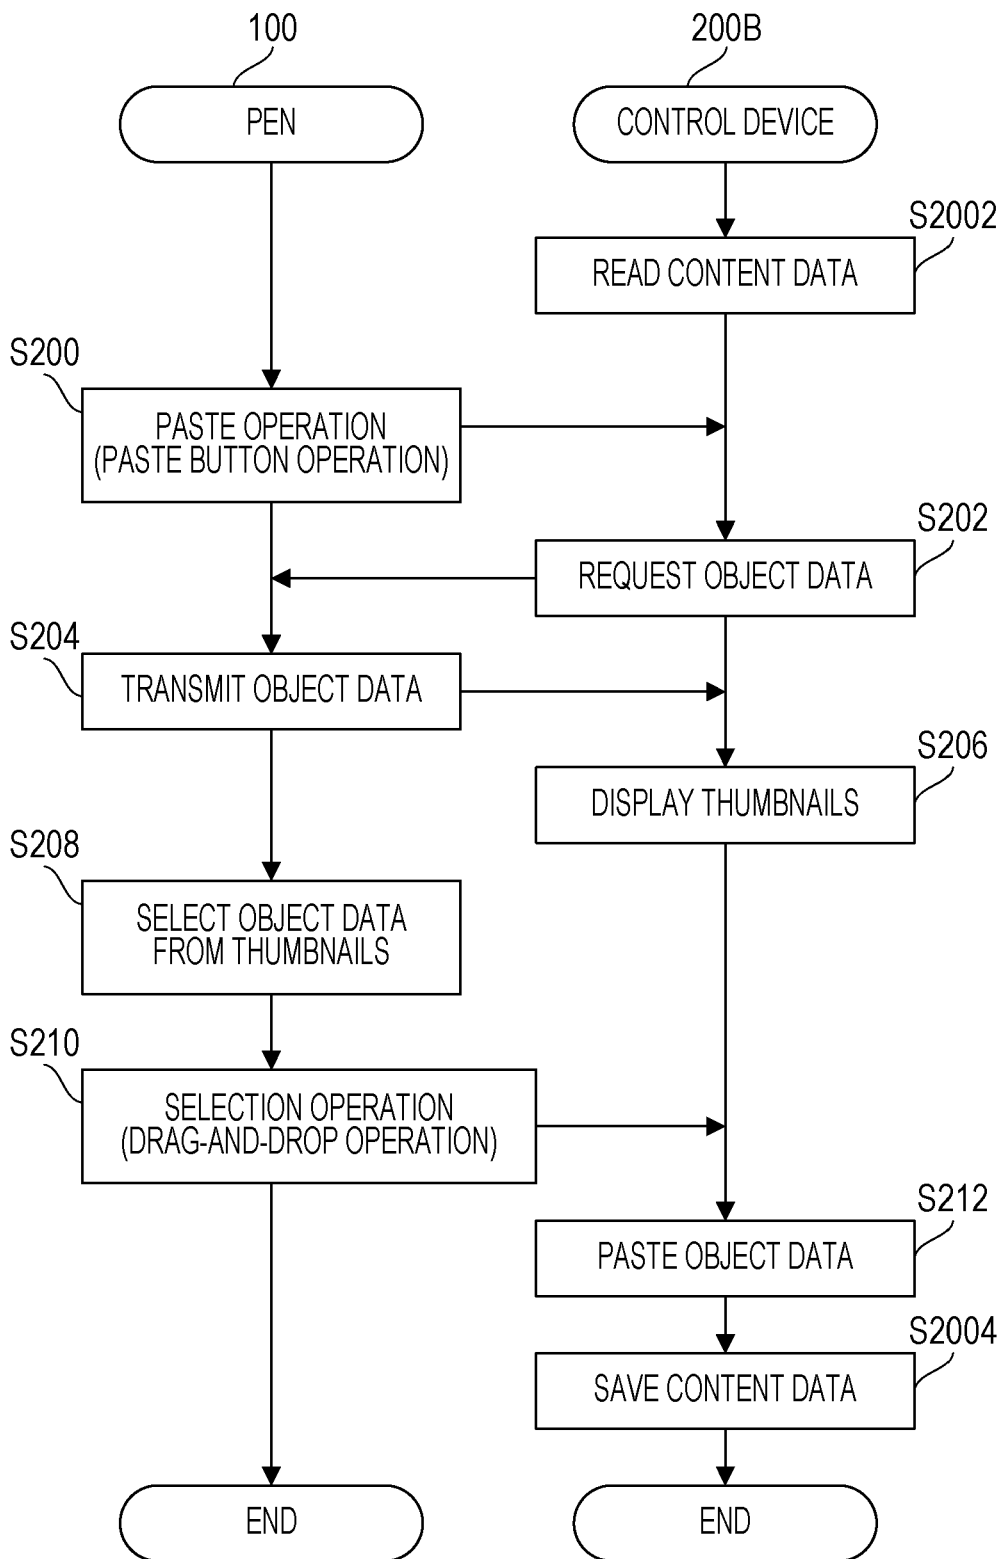 100
200B
PEN
CONTROL DEVICE
S2002
READ CONTENT DATA
S200
PASTE OPERATION
(PASTE BUTTON OPERATION)
S202
REQUEST OBJECT DATA
S204
TRANSMIT OBJECT DATA
S206
DISPLAY THUMBNAILS
S208
SELECT OBJECT DATA
FROM THUMBNAILS
S210
SELECTION OPERATION
(DRAG-AND-DROP OPERATION)
S212
PASTE OBJECT DATA
S2004
SAVE CONTENT DATA
END
END